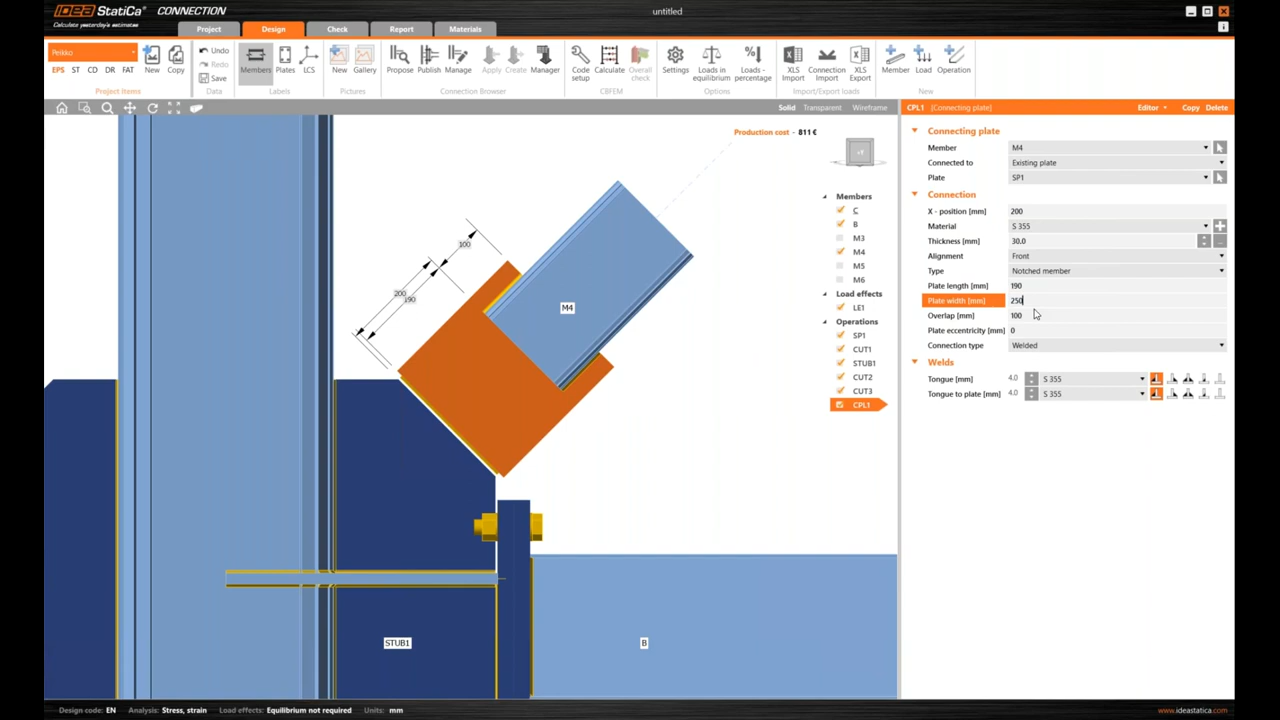 IDEA StatiCa® CONNECTION
Calculate yesterday's estimates
untitled
Project Design Check Report Materials
Peikko
EPS ST CD DR FAT
New Copy
Undo
Redo
Save
Members Plates LCS
New Gallery
Propose Publish Manage Apply Create Manager
Code setup Calculate Overall check
Settings Loads in equilibrium Loads - percentage
XLS Import Connection Import XLS Export
Member Load Operation
Project Items Data Labels Pictures Connection Browser CBFEM Options Import/Export loads New
Solid Transparent Wireframe
Production cost - 811 €
+Y
Members
C
B
M3
M4
M5
M6
Load effects
LE1
Operations
SP1
CUT1
STUB1
CUT2
CUT3
CPL1
100
200
190
M4
STUB1
B
CPL1 [Connecting plate] Editor Copy Delete
Connecting plate
Member M4
Connected to Existing plate
Plate SP1
Connection
X - position [mm] 200
Material S 355
Thickness [mm] 30.0
Alignment Front
Type Notched member
Plate length [mm] 190
Plate width [mm] 250
Overlap [mm] 100
Plate eccentricity [mm] 0
Connection type Welded
Welds
Tongue [mm] 4.0 S 355
Tongue to plate [mm] 4.0 S 355
Design code: EN Analysis: Stress, strain Load effects: Equilibrium not required Units: mm
www.ideastatica.com